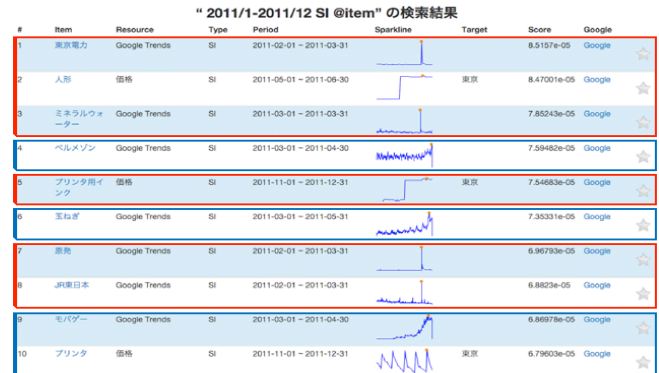 “ 2011/1-2011/12 SI @item” の検索結果
# Item Resource Type Period Sparkline Target Score Google
1 東京電力 Google Trends SI 2011-02-01 ~ 2011-03-31 8.5157e-05 Google
2 人形 価格 SI 2011-05-01 ~ 2011-06-30 東京 8.47001e-05 Google
3 ミネラルウォ Google Trends SI 2011-03-01 ~ 2011-03-31 7.85243e-05 Google
ーター
4 ベルメゾン Google Trends SI 2011-03-01 ~ 2011-04-30 7.59482e-05 Google
5 プリンタ用イ 価格 SI 2011-11-01 ~ 2011-12-31 東京 7.54683e-05 Google
ンク
6 玉ねぎ Google Trends SI 2011-03-01 ~ 2011-05-31 7.35331e-05 Google
7 原発 Google Trends SI 2011-02-01 ~ 2011-03-31 6.96793e-05 Google
8 JR東日本 Google Trends SI 2011-02-01 ~ 2011-03-31 6.8823e-05 Google
9 モバゲー Google Trends SI 2011-03-01 ~ 2011-04-30 6.86978e-05 Google
10 プリンタ 価格 SI 2011-11-01 ~ 2011-12-31 東京 6.79603e-05 Google